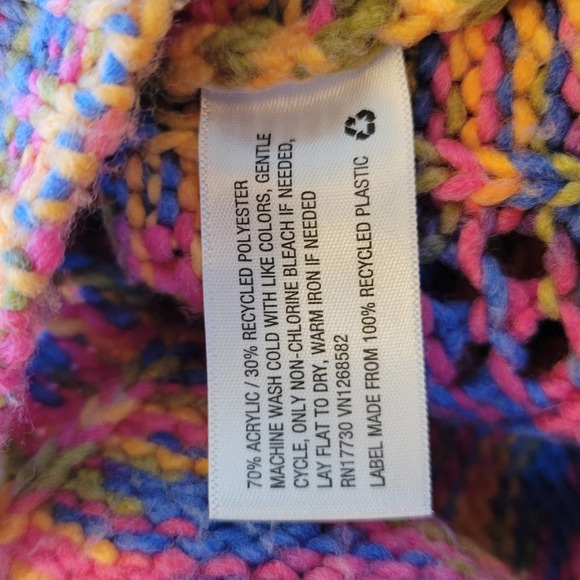 70% ACRYLIC / 30% RECYCLED POLYESTER
MACHINE WASH COLD WITH LIKE COLORS, GENTLE
CYCLE, ONLY NON-CHLORINE BLEACH IF NEEDED,
LAY FLAT TO DRY, WARM IRON IF NEEDED
RN17730 VN1268582
LABEL MADE FROM 100% RECYCLED PLASTIC